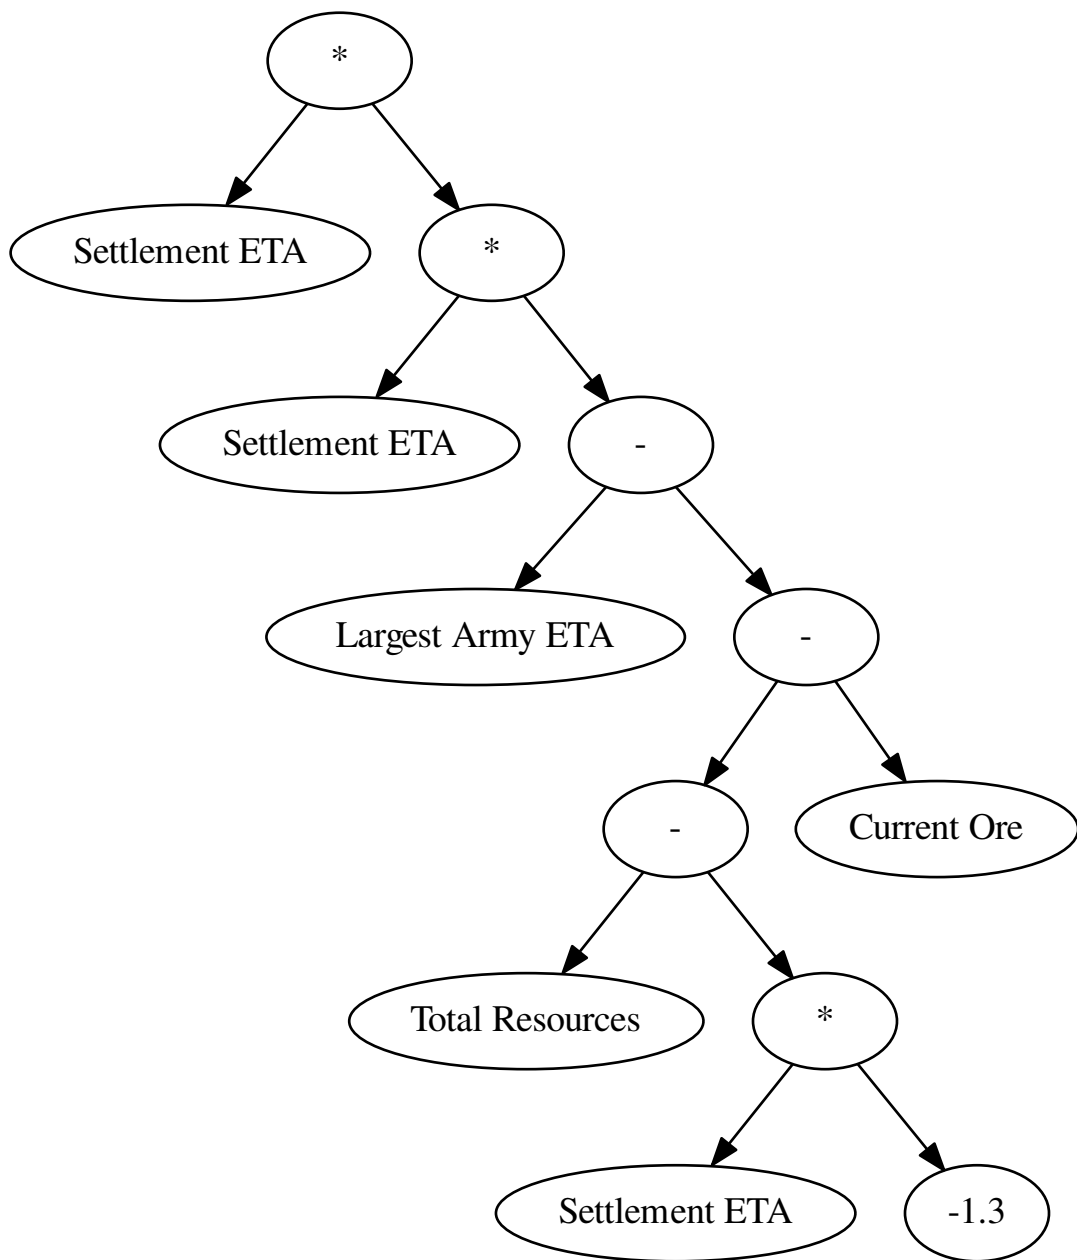 *
Settlement ETA
*
Settlement ETA
-
Largest Army ETA
-
-
Current Ore
Total Resources
*
Settlement ETA
-1.3